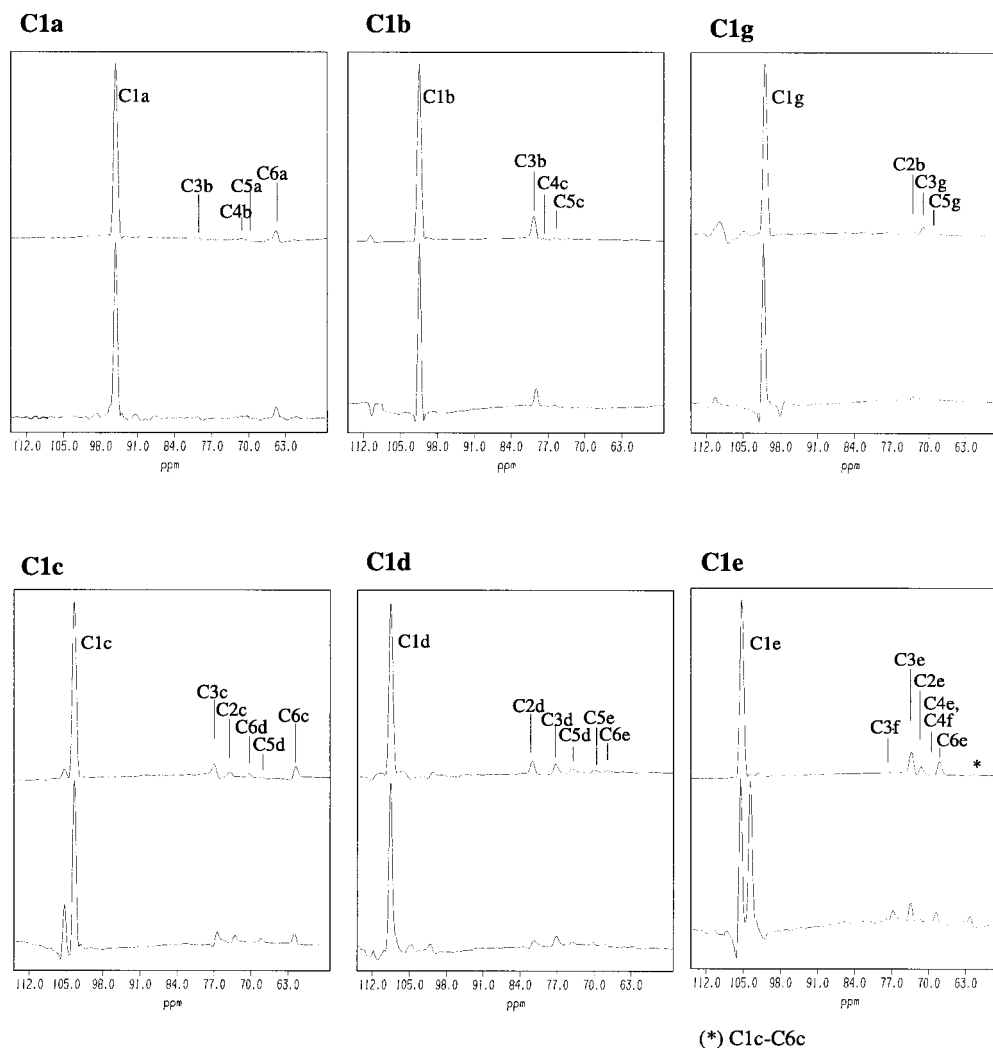 C1a
C1b
C1g
C1a
C3b
C4b
C5a
C6a
112.0 105.0 98.0 91.0 84.0 77.0 70.0 63.0
ppm
C1b
C3b
C4c
C5c
112.0 105.0 98.0 91.0 84.0 77.0 70.0 63.0
ppm
C1g
C2b
C3g
C5g
112.0 105.0 98.0 91.0 84.0 77.0 70.0 63.0
ppm
C1c
C1d
C1e
C1c
C3c
C2c
C6d
C5d
C6c
112.0 105.0 98.0 91.0 84.0 77.0 70.0 63.0
ppm
C1d
C2d
C3d
C5d
C5e
C6e
112.0 105.0 98.0 91.0 84.0 77.0 70.0 63.0
ppm
C1e
C3f
C3e
C2e
C4e,
C4f
C6e
*
112.0 105.0 98.0 91.0 84.0 77.0 70.0 63.0
ppm
(*) C1c-C6c